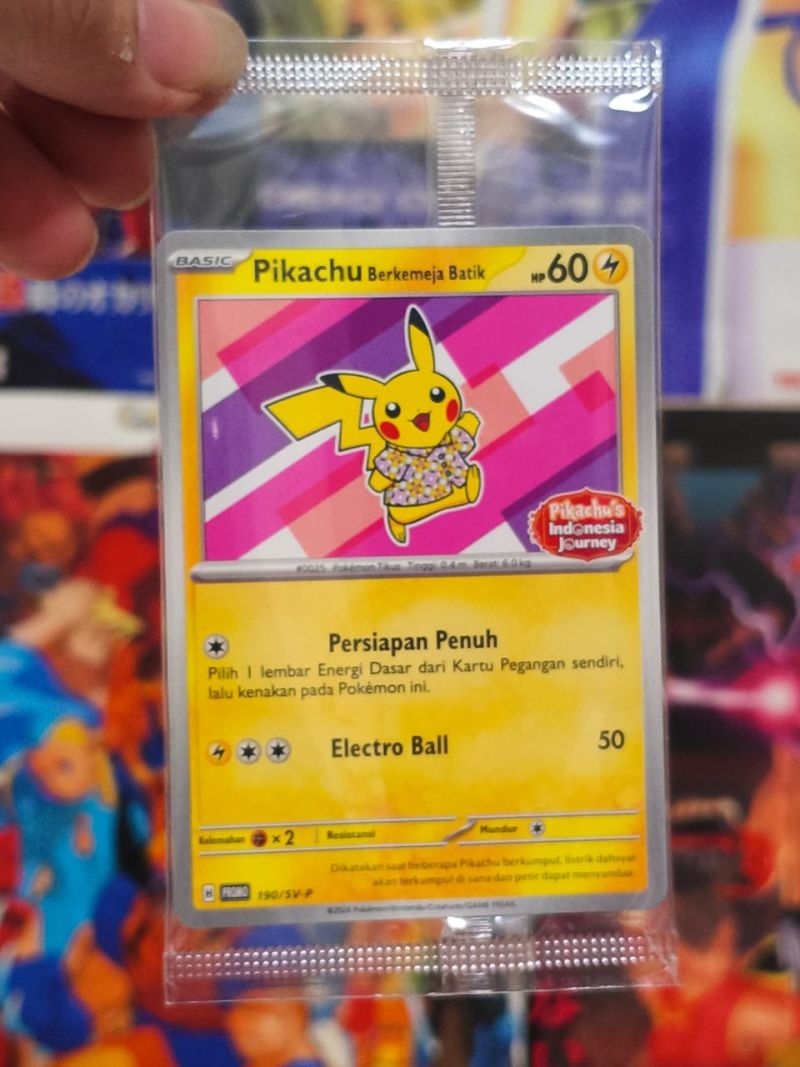 BASIC Pikachu Berkemeja Batik HP 60
Pikachu's
Indonesia
Journey
#0025 Pokémon Tikus Tinggi 0.4 m Berat 6.0 kg
Persiapan Penuh
Pilih 1 lembar Energi Dasar dari Kartu Pegangan sendiri,
lalu kenakan pada Pokémon ini.
Electro Ball 50
Kelemahan ×2 Resistansi Mundur
Dikatakan saat beberapa Pikachu berkumpul, listrik dahsyat
akan berkumpul di sana dan petir dapat menyambar.
H PROMO 190/SV-P
©2024 Pokémon/Nintendo/Creatures/GAME FREAK.